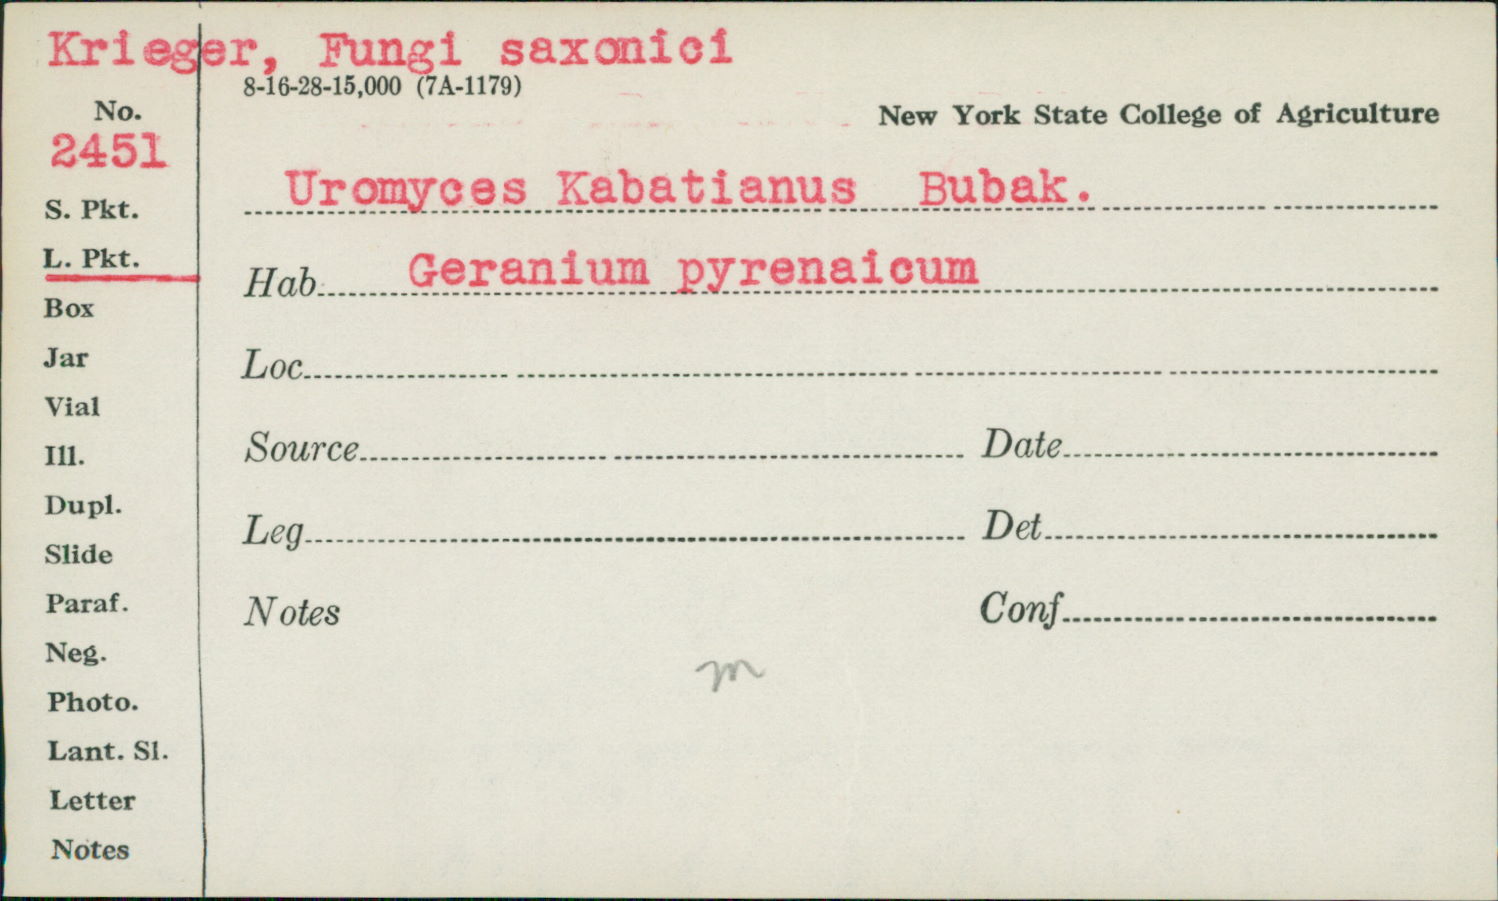 Krieger, Fungi saxonici
8-16-28-15,000 (7A-1179)
No.
New York State College of Agriculture
2451
Uromyces Kabatianus Bubak.
S. Pkt.
L. Pkt.
Hab. Geranium pyrenaicum
Box
Jar
Loc.
Vial
Ill.
Source Date
Dupl.
Leg. Det.
Slide
Paraf.
Notes Conf.
Neg.
m
Photo.
Lant. Sl.
Letter
Notes